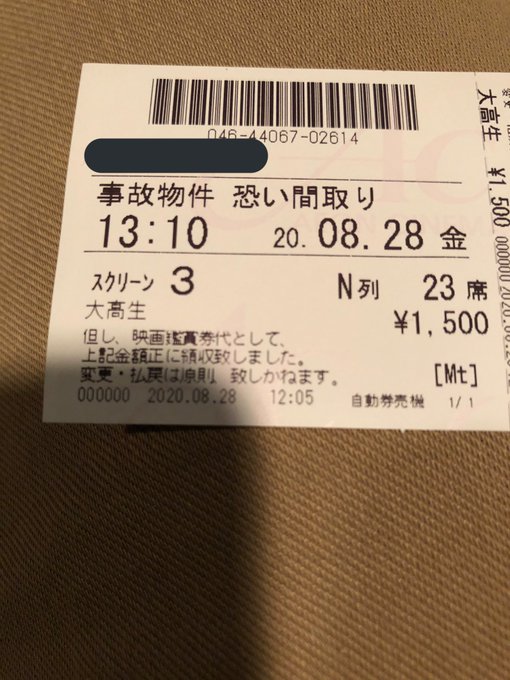 046-44067-02614
事故物件 恐い間取り
13:10 20.08.28 金
スクリーン 3 N列 23席
大高生 ¥1,500
但し、映画鑑賞券代として、
上記金額正に領収致しました。
変更・払戻は原則 致しかねます。 [Mt]
000000 2020.08.28 12:05 自動券売機 1/1
大高生 ¥1,500